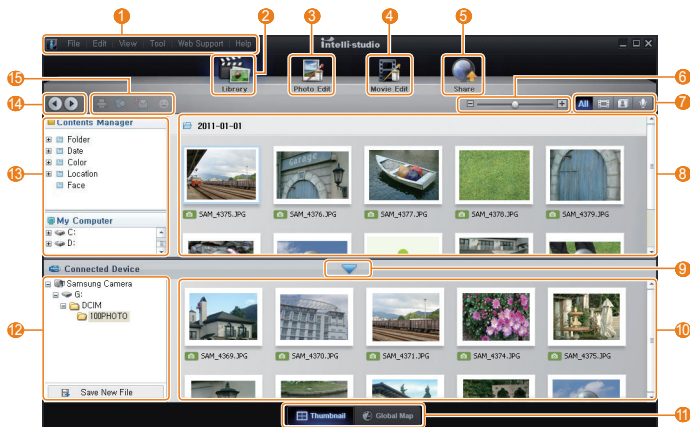 1 2 3 4 5
File Edit View Tool Web Support Help
intelli-studio
Library Photo Edit Movie Edit Share
15 6
14 All 7
Contents Manager
Folder
Date
Color
Location
Face
13
My Computer
C:
D:
2011-01-01
8
SAM_4375.JPG SAM_4376.JPG SAM_4377.JPG SAM_4378.JPG SAM_4379.JPG
Connected Device 9
Samsung Camera
G:
DCIM
100PHOTO
12
Save New File
10
SAM_4369.JPG SAM_4370.JPG SAM_4371.JPG SAM_4374.JPG SAM_4375.JPG
Thumbnail Global Map 11